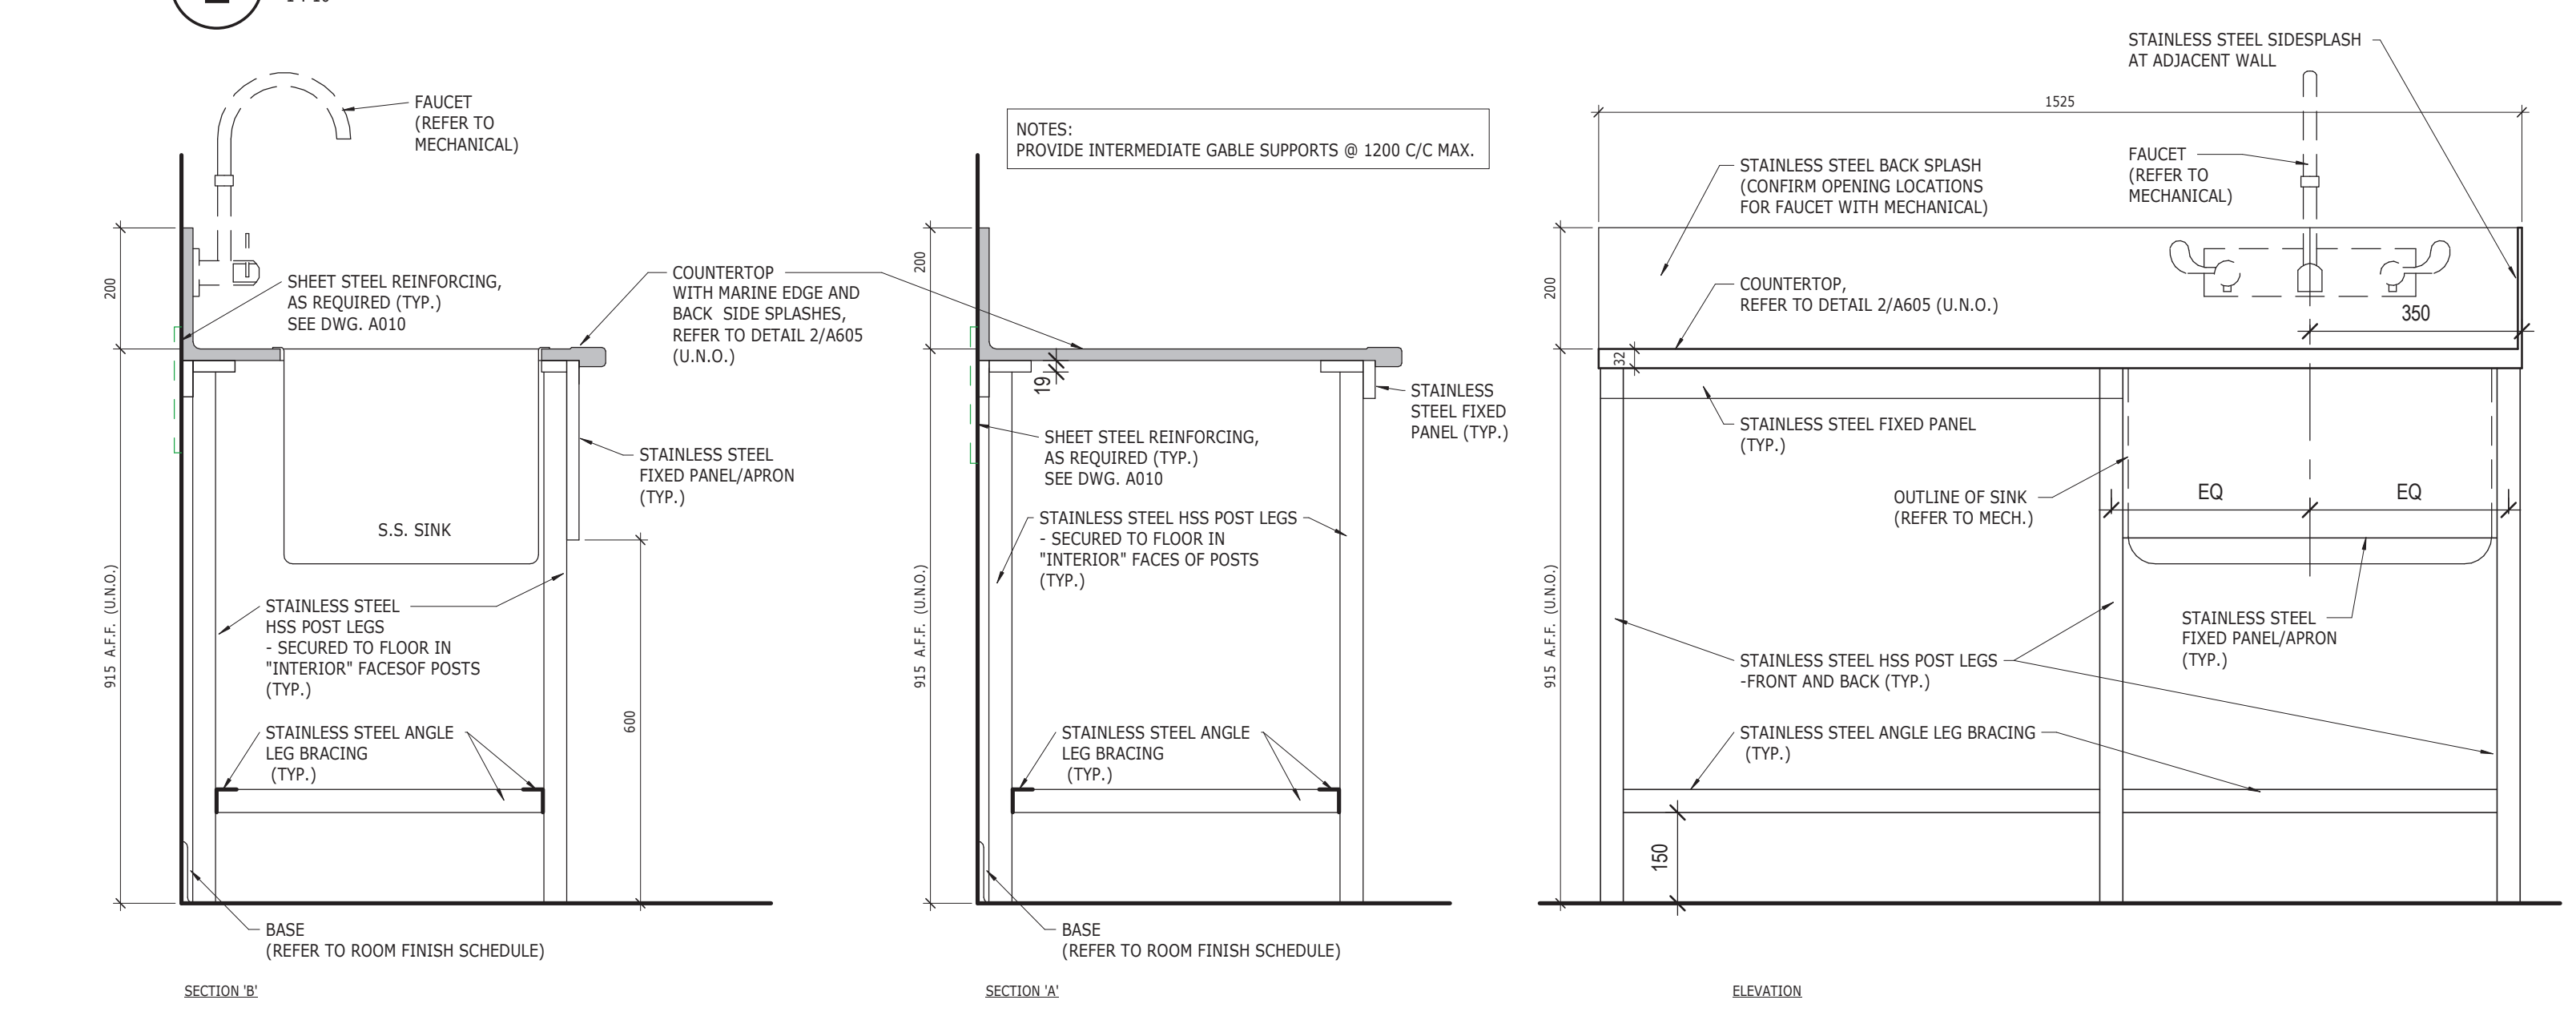 FAUCET
(REFER TO
MECHANICAL)
200
SHEET STEEL REINFORCING,
AS REQUIRED (TYP.)
SEE DWG. A010
COUNTERTOP
WITH MARINE EDGE AND
BACK SIDE SPLASHES,
REFER TO DETAIL 2/A605
(U.N.O.)
STAINLESS STEEL
FIXED PANEL/APRON
(TYP.)
S.S. SINK
915 A.F.F. (U.N.O.)
STAINLESS STEEL
HSS POST LEGS
- SECURED TO FLOOR IN
"INTERIOR" FACESOF POSTS
(TYP.)
600
STAINLESS STEEL ANGLE
LEG BRACING
(TYP.)
BASE
(REFER TO ROOM FINISH SCHEDULE)
SECTION 'B'
NOTES:
PROVIDE INTERMEDIATE GABLE SUPPORTS @ 1200 C/C MAX.
200
19
STAINLESS
STEEL FIXED
PANEL (TYP.)
SHEET STEEL REINFORCING,
AS REQUIRED (TYP.)
SEE DWG. A010
STAINLESS STEEL HSS POST LEGS
- SECURED TO FLOOR IN
"INTERIOR" FACES OF POSTS
(TYP.)
915 A.F.F. (U.N.O.)
STAINLESS STEEL ANGLE
LEG BRACING
(TYP.)
BASE
(REFER TO ROOM FINISH SCHEDULE)
SECTION 'A'
STAINLESS STEEL SIDESPLASH
AT ADJACENT WALL
1525
STAINLESS STEEL BACK SPLASH
(CONFIRM OPENING LOCATIONS
FOR FAUCET WITH MECHANICAL)
FAUCET
(REFER TO
MECHANICAL)
200
COUNTERTOP,
REFER TO DETAIL 2/A605 (U.N.O.)
350
32
STAINLESS STEEL FIXED PANEL
(TYP.)
OUTLINE OF SINK
(REFER TO MECH.)
EQ
EQ
915 A.F.F. (U.N.O.)
STAINLESS STEEL
FIXED PANEL/APRON
(TYP.)
STAINLESS STEEL HSS POST LEGS
-FRONT AND BACK (TYP.)
STAINLESS STEEL ANGLE LEG BRACING
(TYP.)
150
ELEVATION